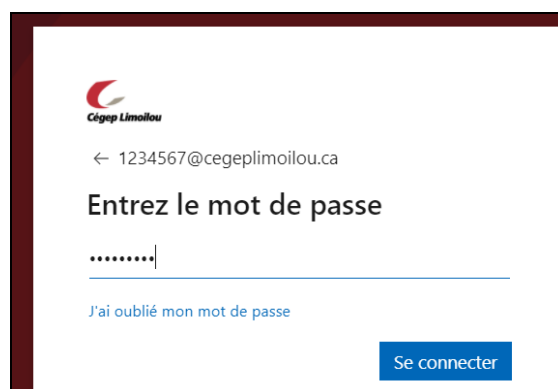 Cégep Limoilou
← 1234567@cegeplimoilou.ca
Entrez le mot de passe
•••••••••
J'ai oublié mon mot de passe
Se connecter